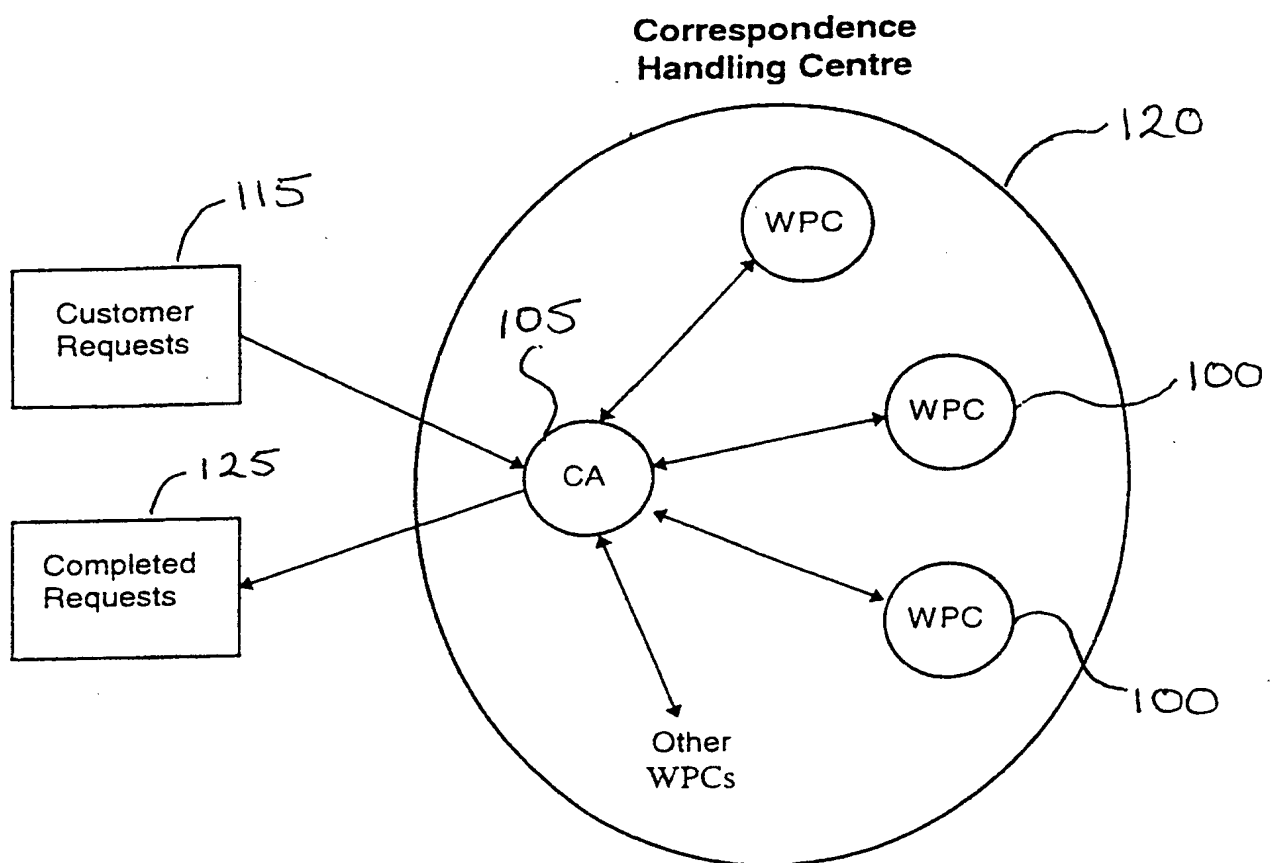 Correspondence
Handling Centre
120
115
WPC
Customer
Requests
105
100
WPC
125
CA
Completed
Requests
WPC
100
Other
WPCs